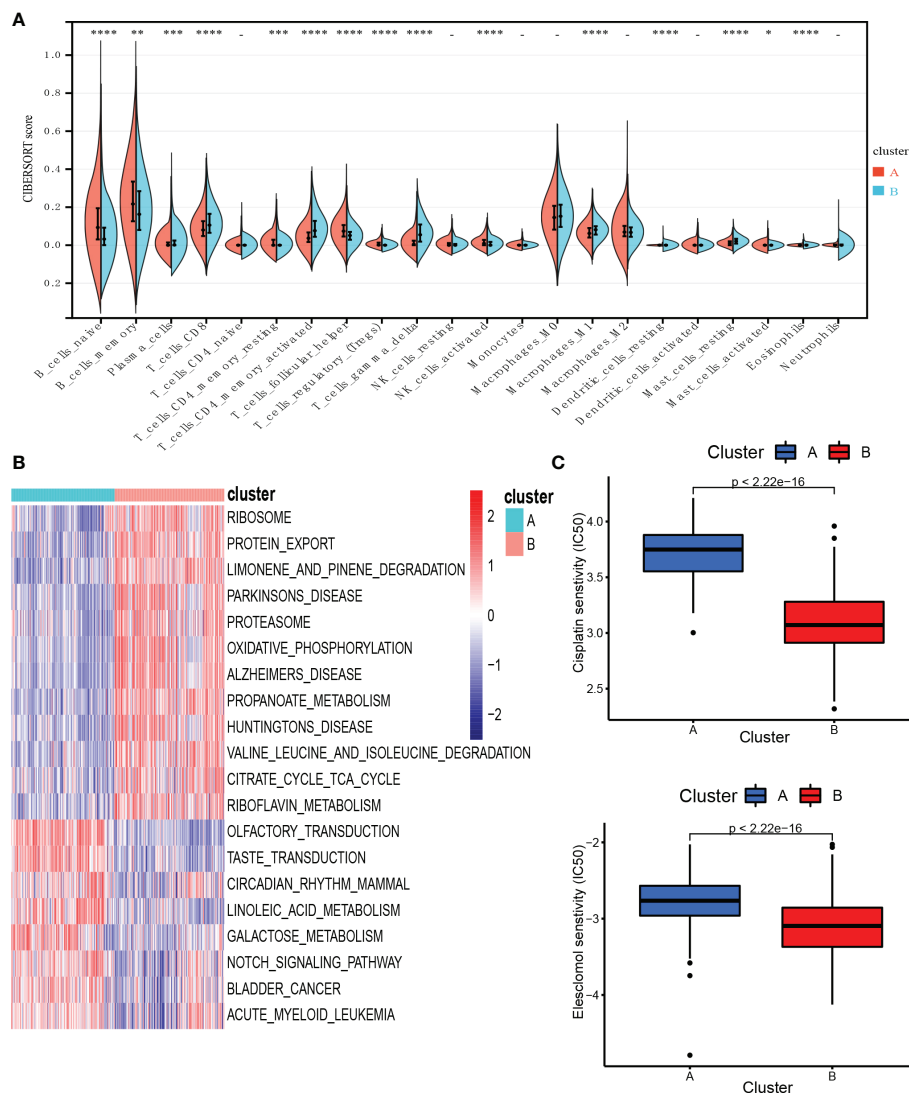 A
**** ** *** **** - *** **** **** **** **** - **** - - **** - **** - **** * **** -
1.0
0.8
0.6
0.4
0.2
0.0
0.2
CIBERSORT score
cluster
A
B
B_cells_naive
B_cells_memory
Plasma_cells
T_cells_CD8
T_cells_CD4_naive
T_cells_CD4_memory_resting
T_cells_CD4_memory_activated
T_cells_follicular_helper
T_cells_regulatory_(Tregs)
T_cells_gamma_delta
NK_cells_resting
NK_cells_activated
Monocytes
Macrophages_M0
Macrophages_M1
Macrophages_M2
Dendritic_cells_resting
Dendritic_cells_activated
Mast_cells_resting
Mast_cells_activated
Eosinophils
Neutrophils
B
cluster
RIBOSOME
PROTEIN_EXPORT
LIMONENE_AND_PINENE_DEGRADATION
PARKINSONS_DISEASE
PROTEASOME
OXIDATIVE_PHOSPHORYLATION
ALZHEIMERS_DISEASE
PROPANOATE_METABOLISM
HUNTINGTONS_DISEASE
VALINE_LEUCINE_AND_ISOLEUCINE_DEGRADATION
CITRATE_CYCLE_TCA_CYCLE
RIBOFLAVIN_METABOLISM
OLFACTORY_TRANSDUCTION
TASTE_TRANSDUCTION
CIRCADIAN_RHYTHM_MAMMAL
LINOLEIC_ACID_METABOLISM
GALACTOSE_METABOLISM
NOTCH_SIGNALING_PATHWAY
BLADDER_CANCER
ACUTE_MYELOID_LEUKEMIA
2
1
0
−1
−2
cluster
A
B
C
Cluster A B
p < 2.22e−16
4.0
3.5
3.0
2.5
Cisplatin senstivity (IC50)
A B
Cluster
Cluster A B
p < 2.22e−16
−2
−3
−4
Elesclomol senstivity (IC50)
A B
Cluster